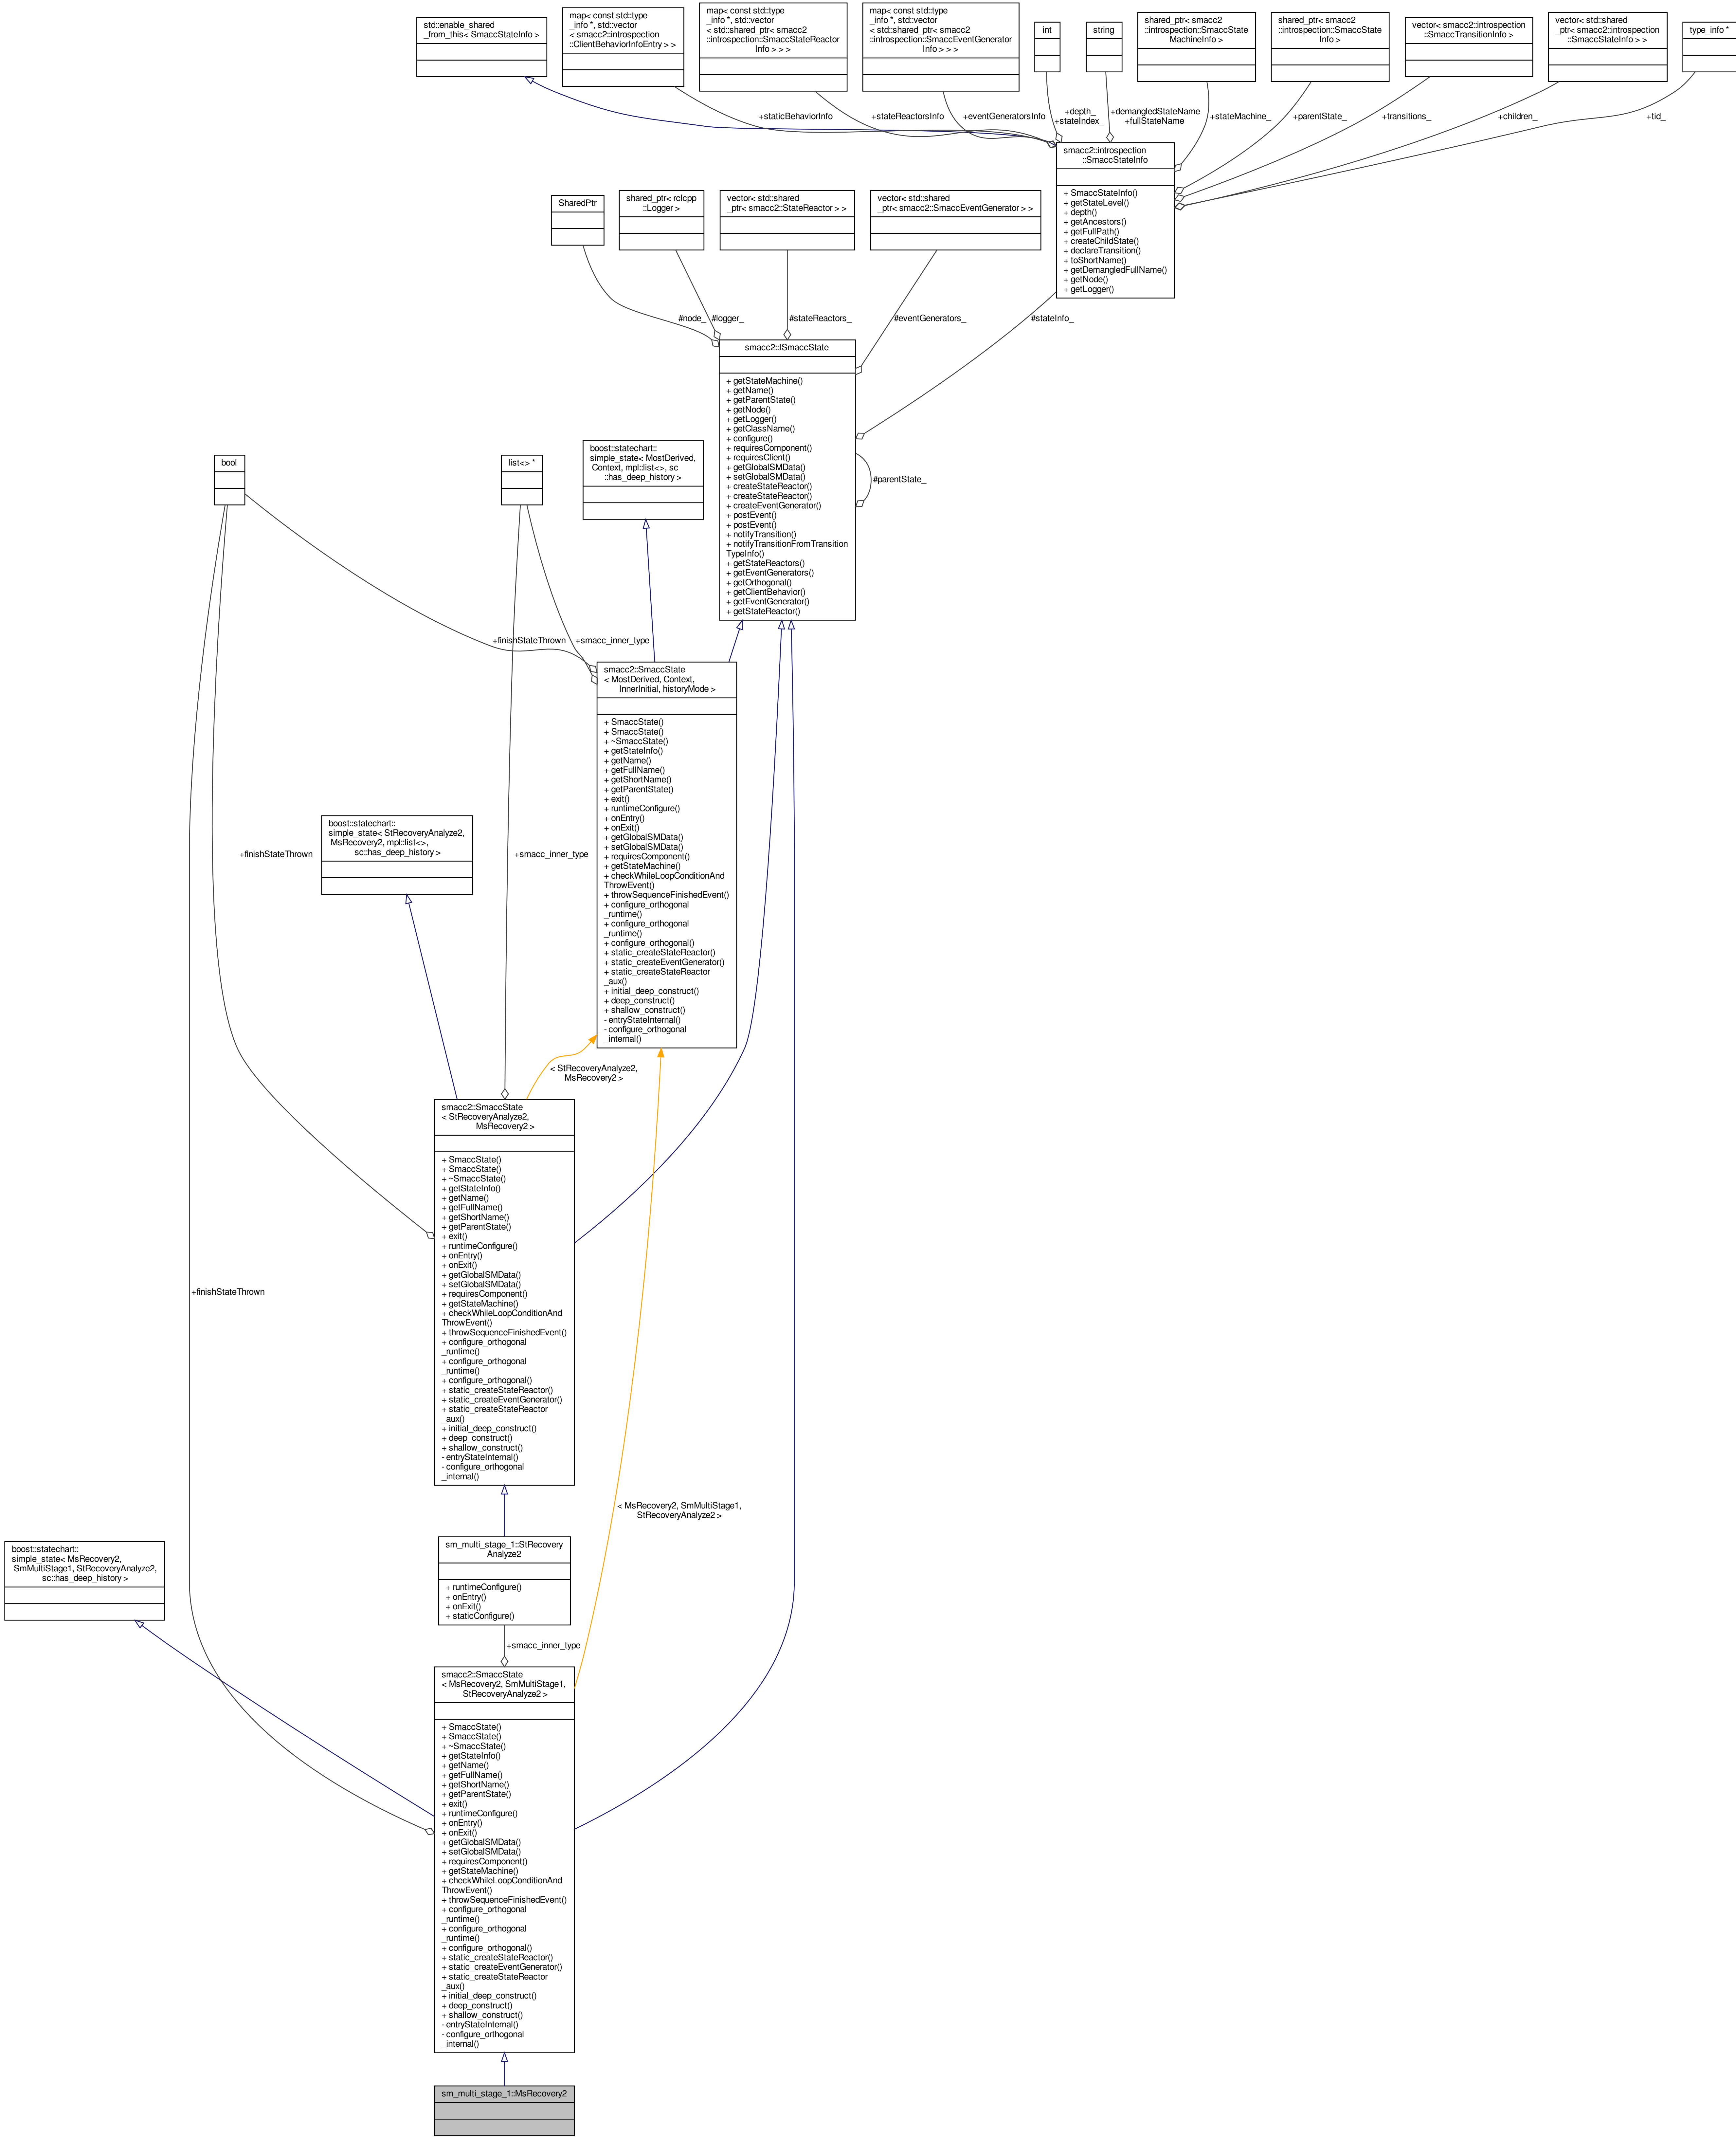 std::enable_shared
_from_this< SmaccStateInfo >
map< const std::type
_info *, std::vector
< smacc2::introspection
::ClientBehaviorInfoEntry > >
map< const std::type
_info *, std::vector
< std::shared_ptr< smacc2
::introspection::SmaccStateReactor
Info > > >
map< const std::type
_info *, std::vector
< std::shared_ptr< smacc2
::introspection::SmaccEventGenerator
Info > > >
int
string
shared_ptr< smacc2
::introspection::SmaccState
MachineInfo >
shared_ptr< smacc2
::introspection::SmaccState
Info >
vector< smacc2::introspection
::SmaccTransitionInfo >
vector< std::shared
_ptr< smacc2::introspection
::SmaccStateInfo > >
type_info *
+staticBehaviorInfo
+stateReactorsInfo
+eventGeneratorsInfo
+depth_
+stateIndex_
+demangledStateName
+fullStateName
+stateMachine_
+parentState_
+transitions_
+children_
+tid_
smacc2::introspection
::SmaccStateInfo
+ SmaccStateInfo()
+ getStateLevel()
+ depth()
+ getAncestors()
+ getFullPath()
+ createChildState()
+ declareTransition()
+ toShortName()
+ getDemangledFullName()
+ getNode()
+ getLogger()
SharedPtr
shared_ptr< rclcpp
::Logger >
vector< std::shared
_ptr< smacc2::StateReactor > >
vector< std::shared
_ptr< smacc2::SmaccEventGenerator > >
#node_
#logger_
#stateReactors_
#eventGenerators_
#stateInfo_
smacc2::ISmaccState
+ getStateMachine()
+ getName()
+ getParentState()
+ getNode()
+ getLogger()
+ getClassName()
+ configure()
+ requiresComponent()
+ requiresClient()
+ getGlobalSMData()
+ setGlobalSMData()
+ createStateReactor()
+ createStateReactor()
+ createEventGenerator()
+ postEvent()
+ postEvent()
+ notifyTransition()
+ notifyTransitionFromTransition
TypeInfo()
+ getStateReactors()
+ getEventGenerators()
+ getOrthogonal()
+ getClientBehavior()
+ getEventGenerator()
+ getStateReactor()
#parentState_
bool
list<> *
boost::statechart::
simple_state< MostDerived,
Context, mpl::list<>, sc
::has_deep_history >
+finishStateThrown
+smacc_inner_type
smacc2::SmaccState
< MostDerived, Context,
InnerInitial, historyMode >
+ SmaccState()
+ SmaccState()
+ ~SmaccState()
+ getStateInfo()
+ getName()
+ getFullName()
+ getShortName()
+ getParentState()
+ exit()
+ runtimeConfigure()
+ onEntry()
+ onExit()
+ getGlobalSMData()
+ setGlobalSMData()
+ requiresComponent()
+ getStateMachine()
+ checkWhileLoopConditionAnd
ThrowEvent()
+ throwSequenceFinishedEvent()
+ configure_orthogonal
_runtime()
+ configure_orthogonal
_runtime()
+ configure_orthogonal()
+ static_createStateReactor()
+ static_createEventGenerator()
+ static_createStateReactor
_aux()
+ initial_deep_construct()
+ deep_construct()
+ shallow_construct()
- entryStateInternal()
- configure_orthogonal
_internal()
boost::statechart::
simple_state< StRecoveryAnalyze2,
MsRecovery2, mpl::list<>,
sc::has_deep_history >
+finishStateThrown
+smacc_inner_type
< StRecoveryAnalyze2,
MsRecovery2 >
smacc2::SmaccState
< StRecoveryAnalyze2,
MsRecovery2 >
+ SmaccState()
+ SmaccState()
+ ~SmaccState()
+ getStateInfo()
+ getName()
+ getFullName()
+ getShortName()
+ getParentState()
+ exit()
+ runtimeConfigure()
+ onEntry()
+ onExit()
+ getGlobalSMData()
+ setGlobalSMData()
+ requiresComponent()
+ getStateMachine()
+ checkWhileLoopConditionAnd
ThrowEvent()
+ throwSequenceFinishedEvent()
+ configure_orthogonal
_runtime()
+ configure_orthogonal
_runtime()
+ configure_orthogonal()
+ static_createStateReactor()
+ static_createEventGenerator()
+ static_createStateReactor
_aux()
+ initial_deep_construct()
+ deep_construct()
+ shallow_construct()
- entryStateInternal()
- configure_orthogonal
_internal()
+finishStateThrown
< MsRecovery2, SmMultiStage1,
StRecoveryAnalyze2 >
boost::statechart::
simple_state< MsRecovery2,
SmMultiStage1, StRecoveryAnalyze2,
sc::has_deep_history >
sm_multi_stage_1::StRecovery
Analyze2
+ runtimeConfigure()
+ onEntry()
+ onExit()
+ staticConfigure()
+smacc_inner_type
smacc2::SmaccState
< MsRecovery2, SmMultiStage1,
StRecoveryAnalyze2 >
+ SmaccState()
+ SmaccState()
+ ~SmaccState()
+ getStateInfo()
+ getName()
+ getFullName()
+ getShortName()
+ getParentState()
+ exit()
+ runtimeConfigure()
+ onEntry()
+ onExit()
+ getGlobalSMData()
+ setGlobalSMData()
+ requiresComponent()
+ getStateMachine()
+ checkWhileLoopConditionAnd
ThrowEvent()
+ throwSequenceFinishedEvent()
+ configure_orthogonal
_runtime()
+ configure_orthogonal
_runtime()
+ configure_orthogonal()
+ static_createStateReactor()
+ static_createEventGenerator()
+ static_createStateReactor
_aux()
+ initial_deep_construct()
+ deep_construct()
+ shallow_construct()
- entryStateInternal()
- configure_orthogonal
_internal()
sm_multi_stage_1::MsRecovery2